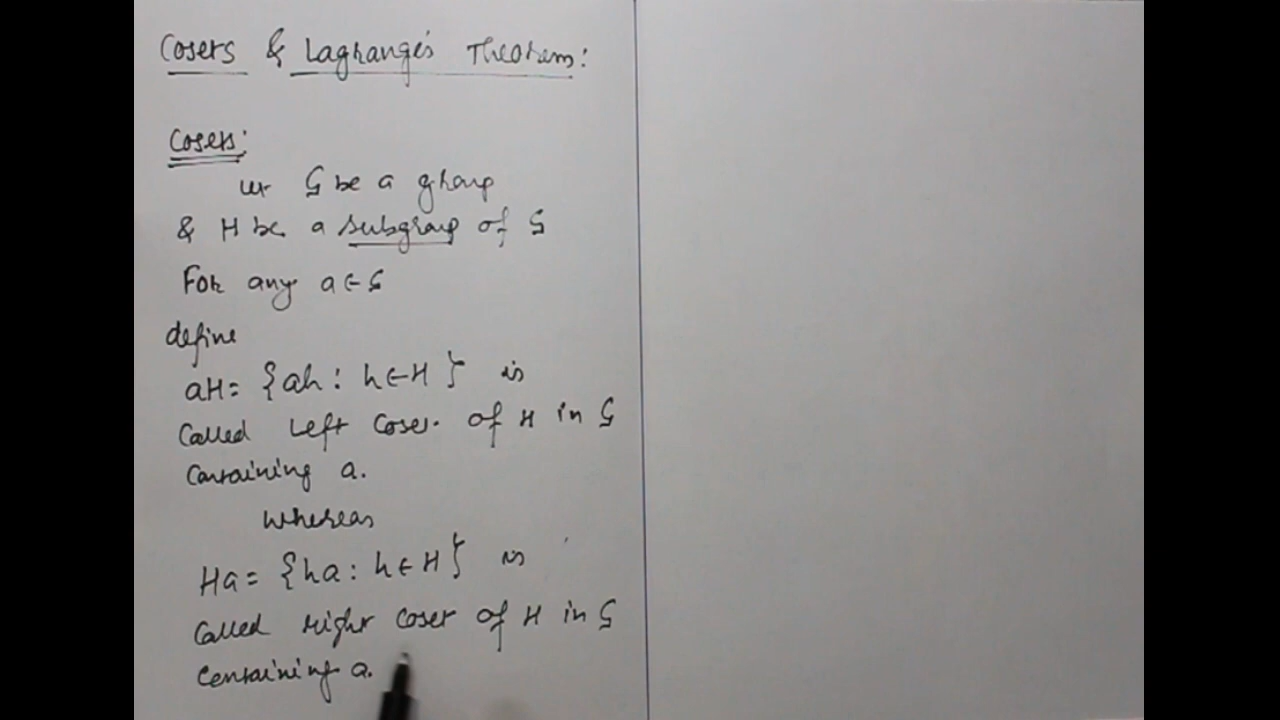 Cosets & Lagrange's Theorem:
Cosets:
Let G be a group
& H be a subgroup of G
For any a ∈ G
define
aH = {ah : h ∈ H} is
Called Left Coset of H in G
Containing a.
whereas
Ha = {ha : h ∈ H} is
Called right Coset of H in G
Containing a.